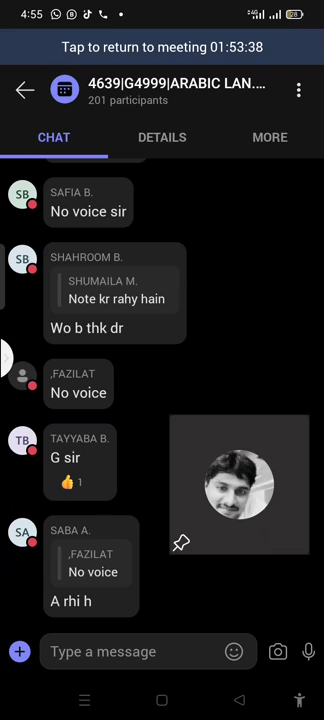 4:55
Tap to return to meeting 01:53:38
4639|G4999|ARABIC LAN....
201 participants
CHAT DETAILS MORE
SB
SAFIA B.
No voice sir
SB
SHAHROOM B.
SHUMAILA M.
Note kr rahy hain
Wo b thk dr
,FAZILAT
No voice
TB
TAYYABA B.
G sir
👍 1
SA
SABA A.
,FAZILAT
No voice
A rhi h
Type a message